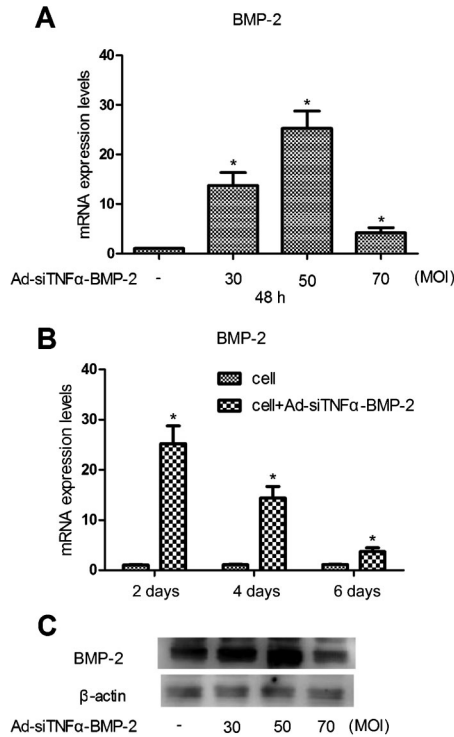 A
BMP-2
mRNA expression levels
40
30
20
10
0
Ad-siTNFα-BMP-2 - 30 50 70 (MOI)
48 h
* * *
B
BMP-2
mRNA expression levels
40
30
20
10
0
cell
cell+Ad-siTNFα-BMP-2
* * *
2 days 4 days 6 days
C
BMP-2
β-actin
Ad-siTNFα-BMP-2 - 30 50 70 (MOI)